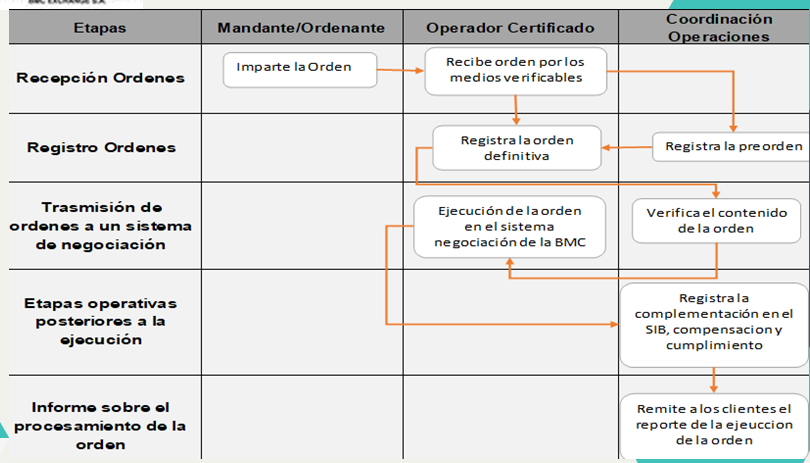 BMC EXCHANGE S.A.
Etapas
Mandante/Ordenante
Operador Certificado
Coordinación
Operaciones
Recepción Ordenes
Imparte la Orden
Recibe orden por los
medios verificables
Registro Ordenes
Registra la orden
definitiva
Registra la preorden
Trasmisión de
ordenes a un sistema
de negociación
Ejecución de la orden
en el sistema
negociación de la BMC
Verifica el contenido
de la orden
Etapas operativas
posteriores a la
ejecución
Registra la
complementación en el
SIB, compensacion y
cumplimiento
Informe sobre el
procesamiento de la
orden
Remite a los clientes el
reporte de la ejeuccion
de la orden